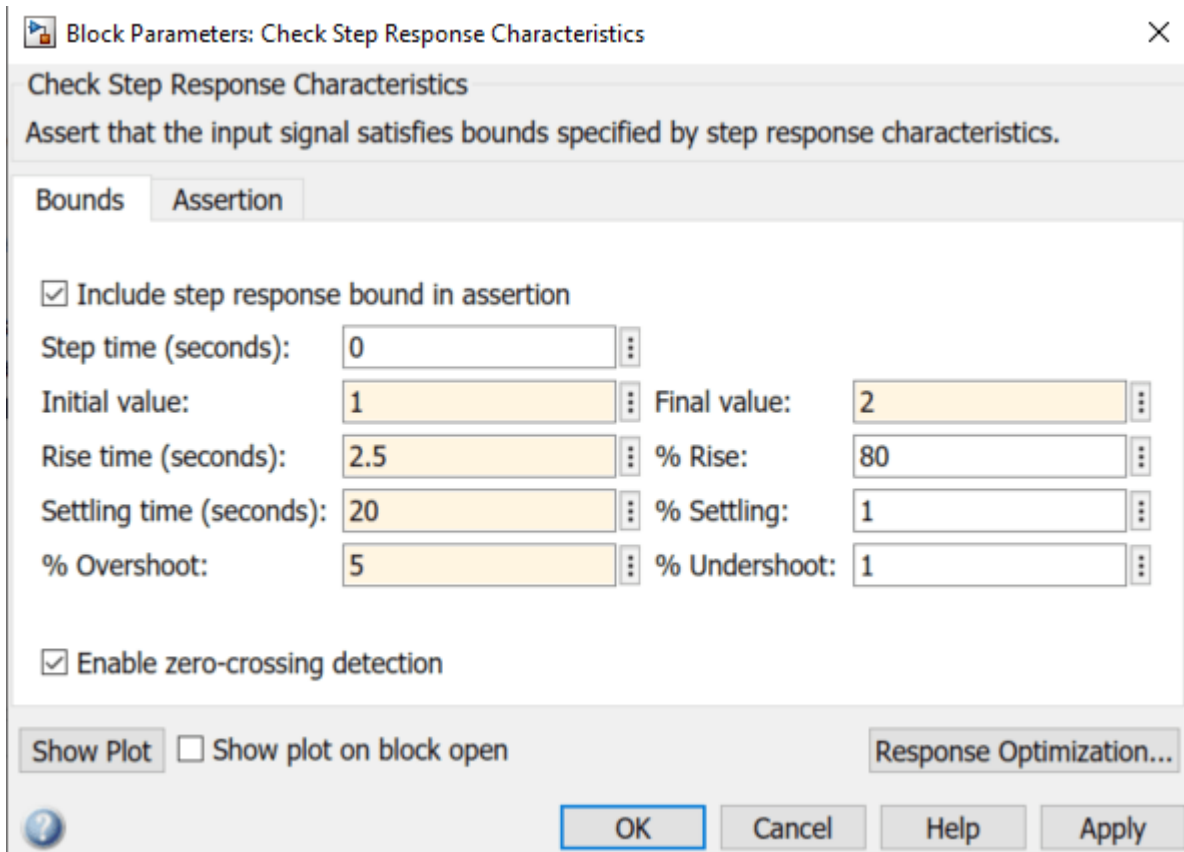 Block Parameters: Check Step Response Characteristics
Check Step Response Characteristics
Assert that the input signal satisfies bounds specified by step response characteristics.
Bounds Assertion
Include step response bound in assertion
Step time (seconds): 0
Initial value: 1 Final value: 2
Rise time (seconds): 2.5 % Rise: 80
Settling time (seconds): 20 % Settling: 1
% Overshoot: 5 % Undershoot: 1
Enable zero-crossing detection
Show Plot Show plot on block open Response Optimization...
? OK Cancel Help Apply